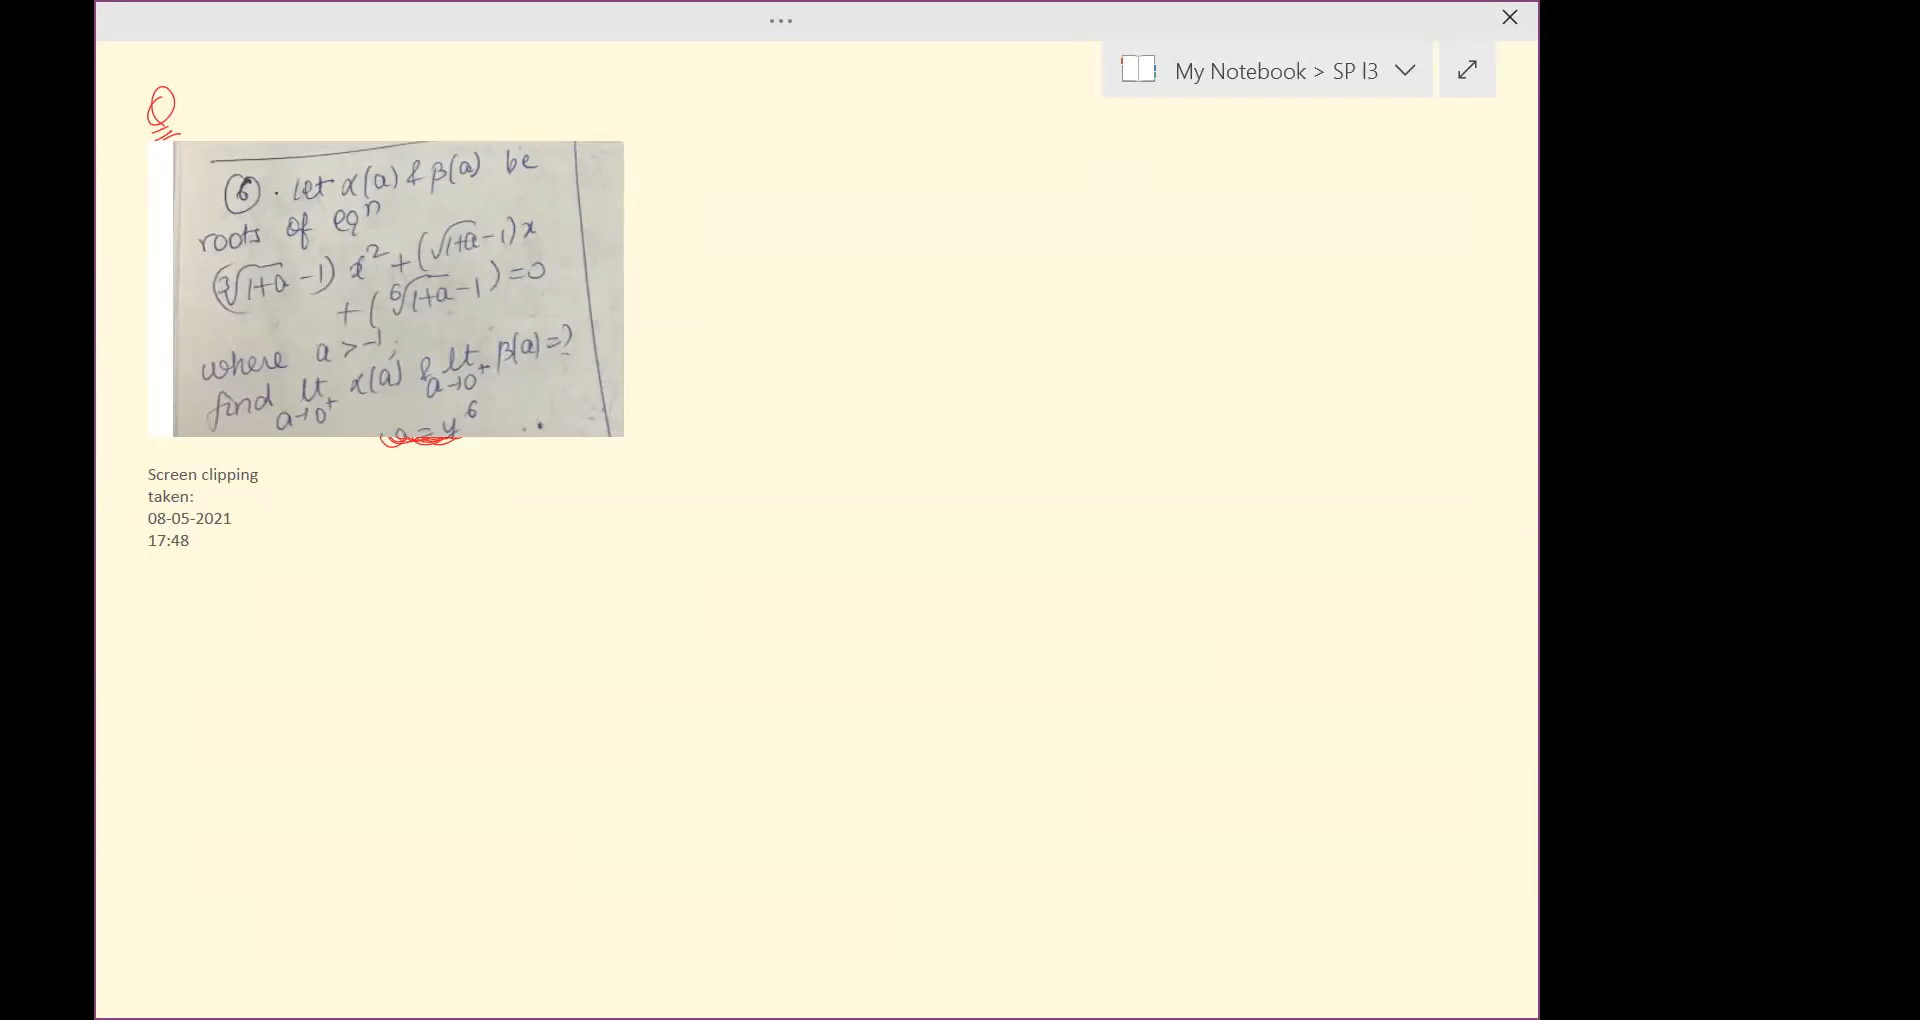 ...
My Notebook > SP l3
Q
⑥ . Let α(a) & β(a) be
roots of eqⁿ
(∛1+a -1) x² + (√1+a -1)x
+ (⁶√1+a -1) = 0
where a > -1;
find lt α(a) & lt β(a) = ?
a→0⁺ a→0⁺
a = y⁶
Screen clipping
taken:
08-05-2021
17:48